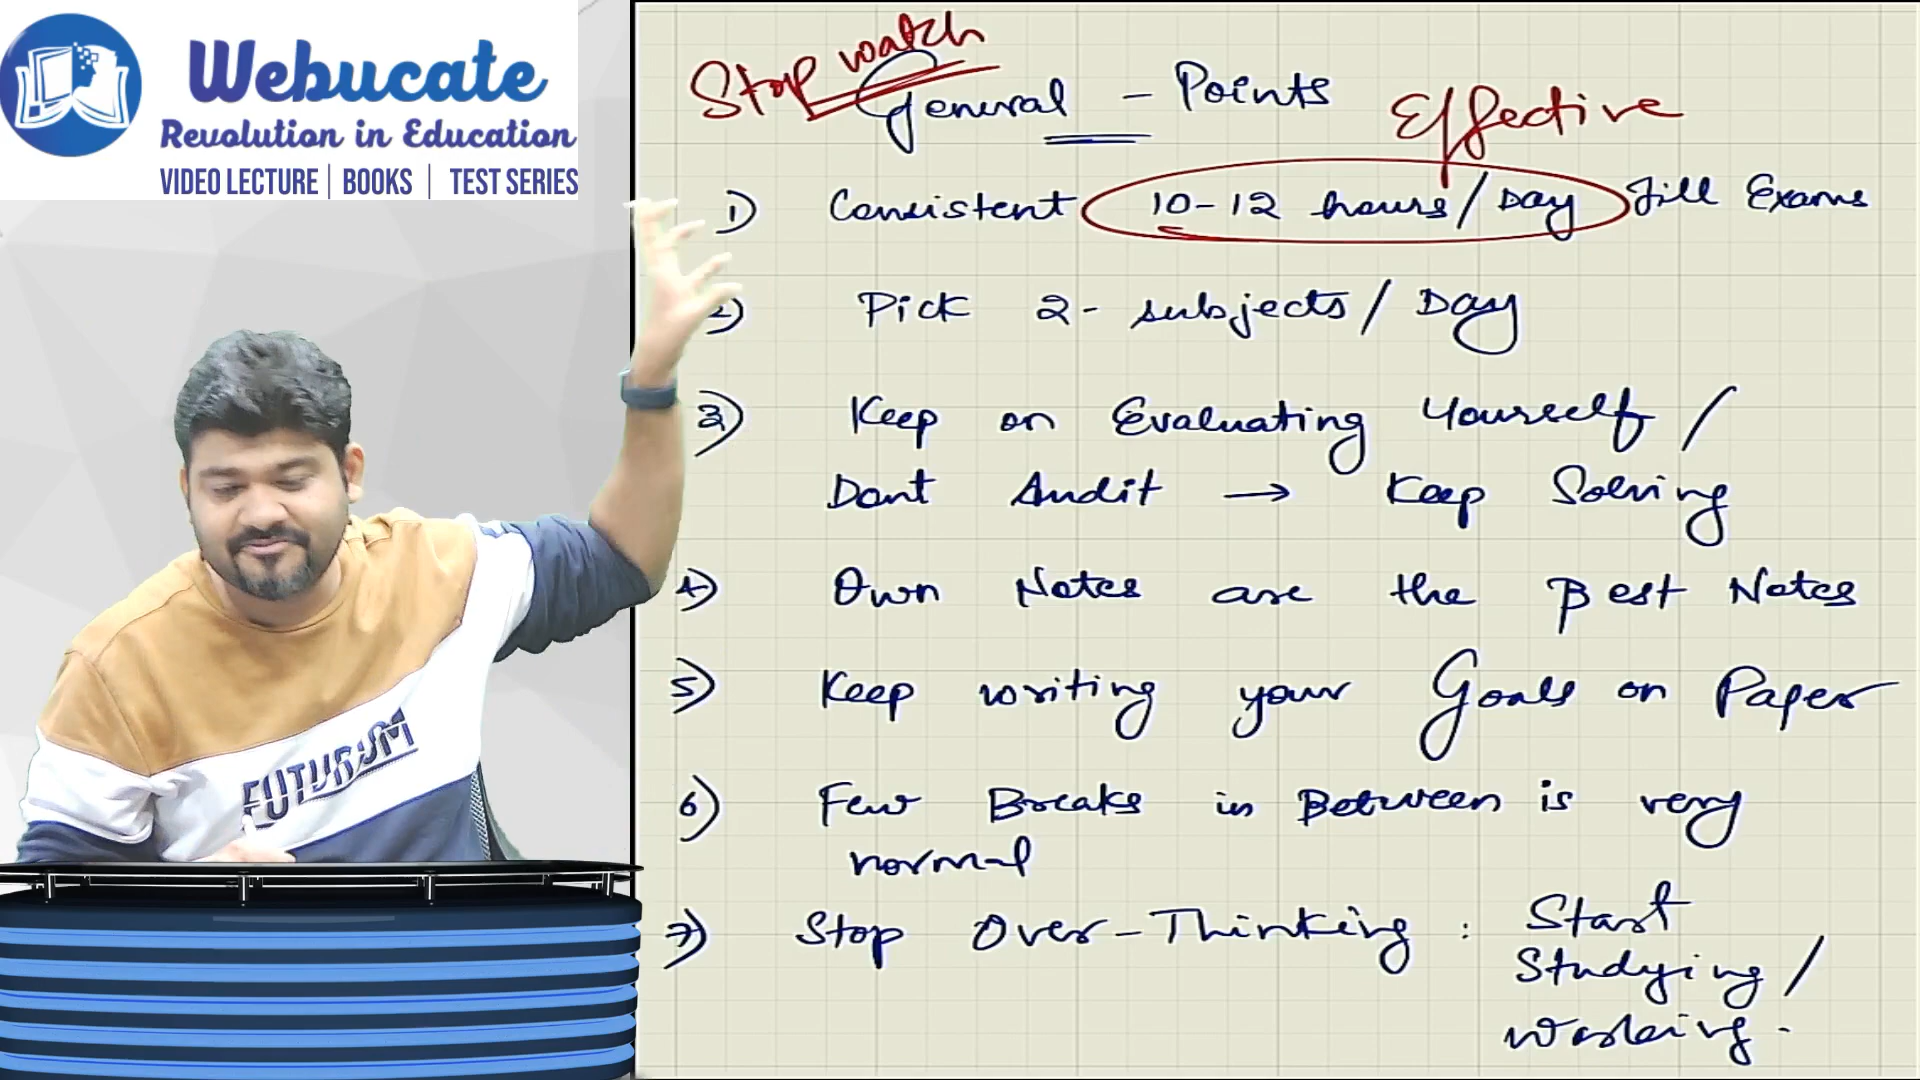 Webucate
Revolution in Education
VIDEO LECTURE | BOOKS | TEST SERIES
FUTURUM
Stop watch
General - Points
Effective
1) Consistent 10-12 hours/Day Till Exams
2) Pick 2- subjects/Day
3) Keep on Evaluating Yourself /
Dont Audit → Keep Solving
4) Own Notes are the Best Notes
5) Keep writing your Goals on Paper
6) Few Breaks in Between is very
normal
7) Stop Over-Thinking : Start
Studying /
Working.